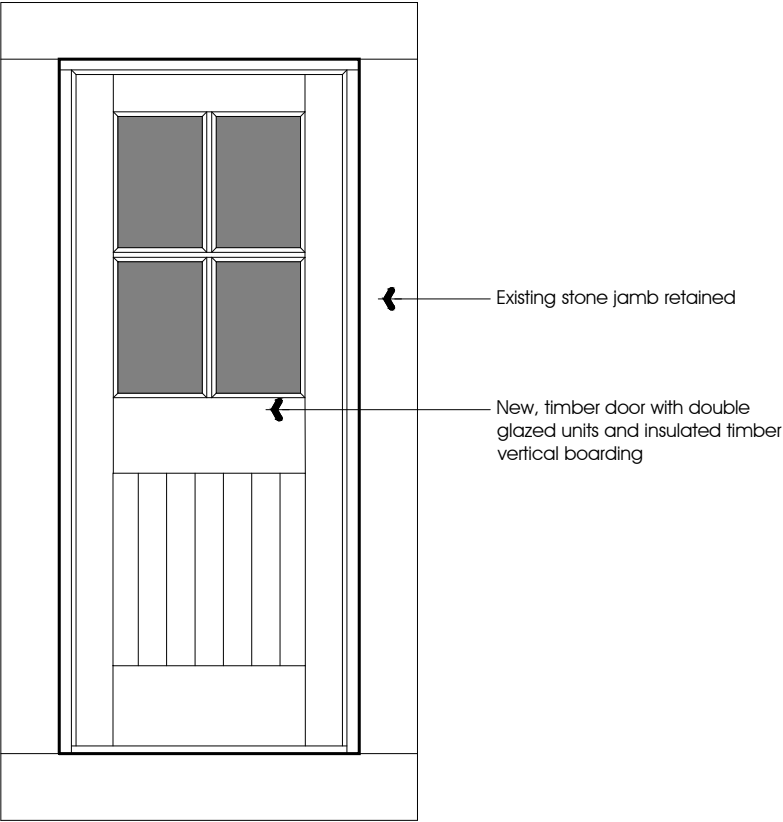 Existing stone jamb retained
New, timber door with double
glazed units and insulated timber
vertical boarding